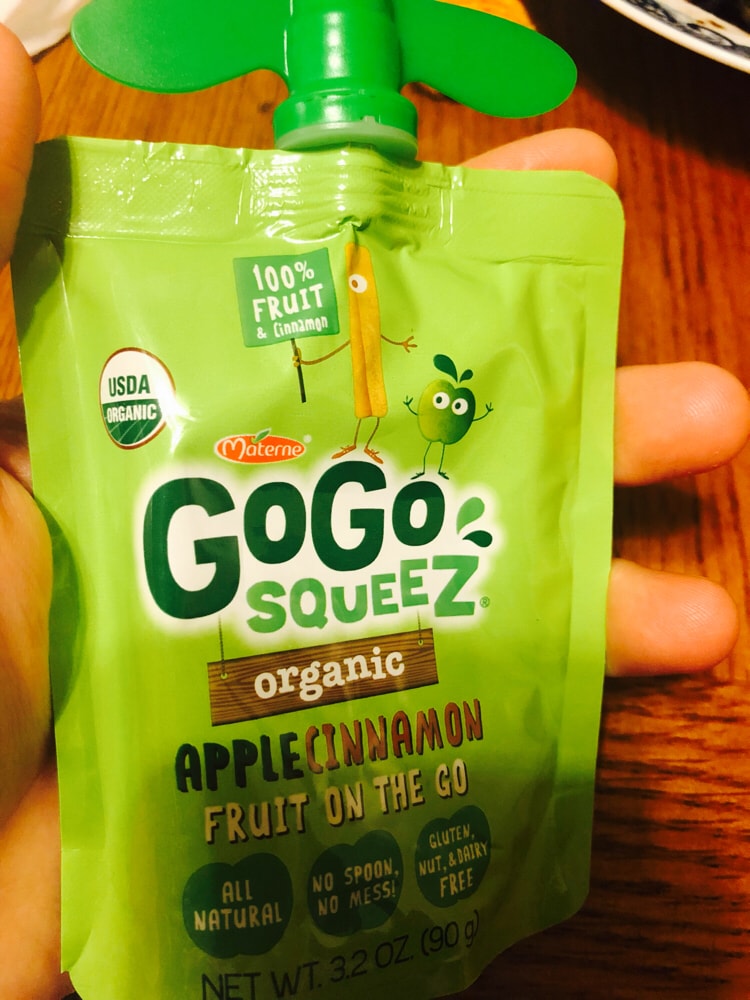 100%
FRUIT
& Cinnamon
USDA
ORGANIC
Materne®
GoGo
SQUEEZ®
organic
APPLECINNAMON
FRUIT ON THE GO
ALL
NATURAL
NO SPOON,
NO MESS!
GLUTEN,
NUT, & DAIRY
FREE
NET WT. 3.2 OZ. (90 g)